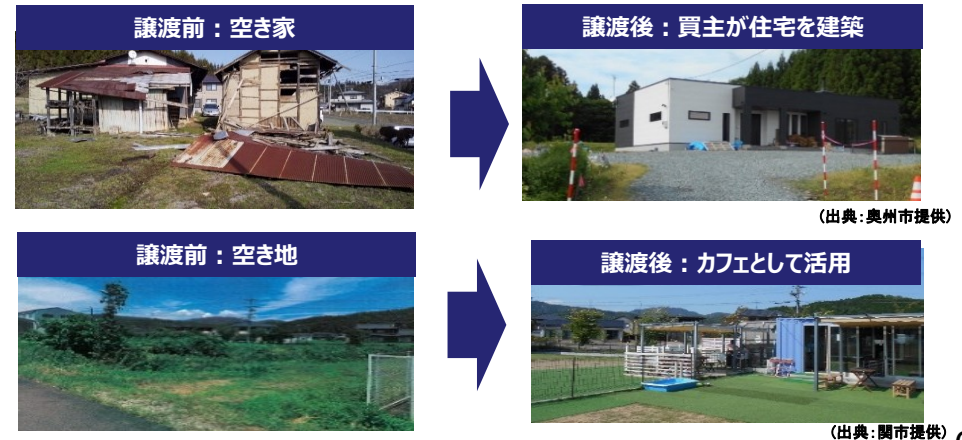 譲渡前：空き家
譲渡後：買主が住宅を建築
（出典：奥州市提供）
譲渡前：空き地
譲渡後：カフェとして活用
（出典：関市提供）